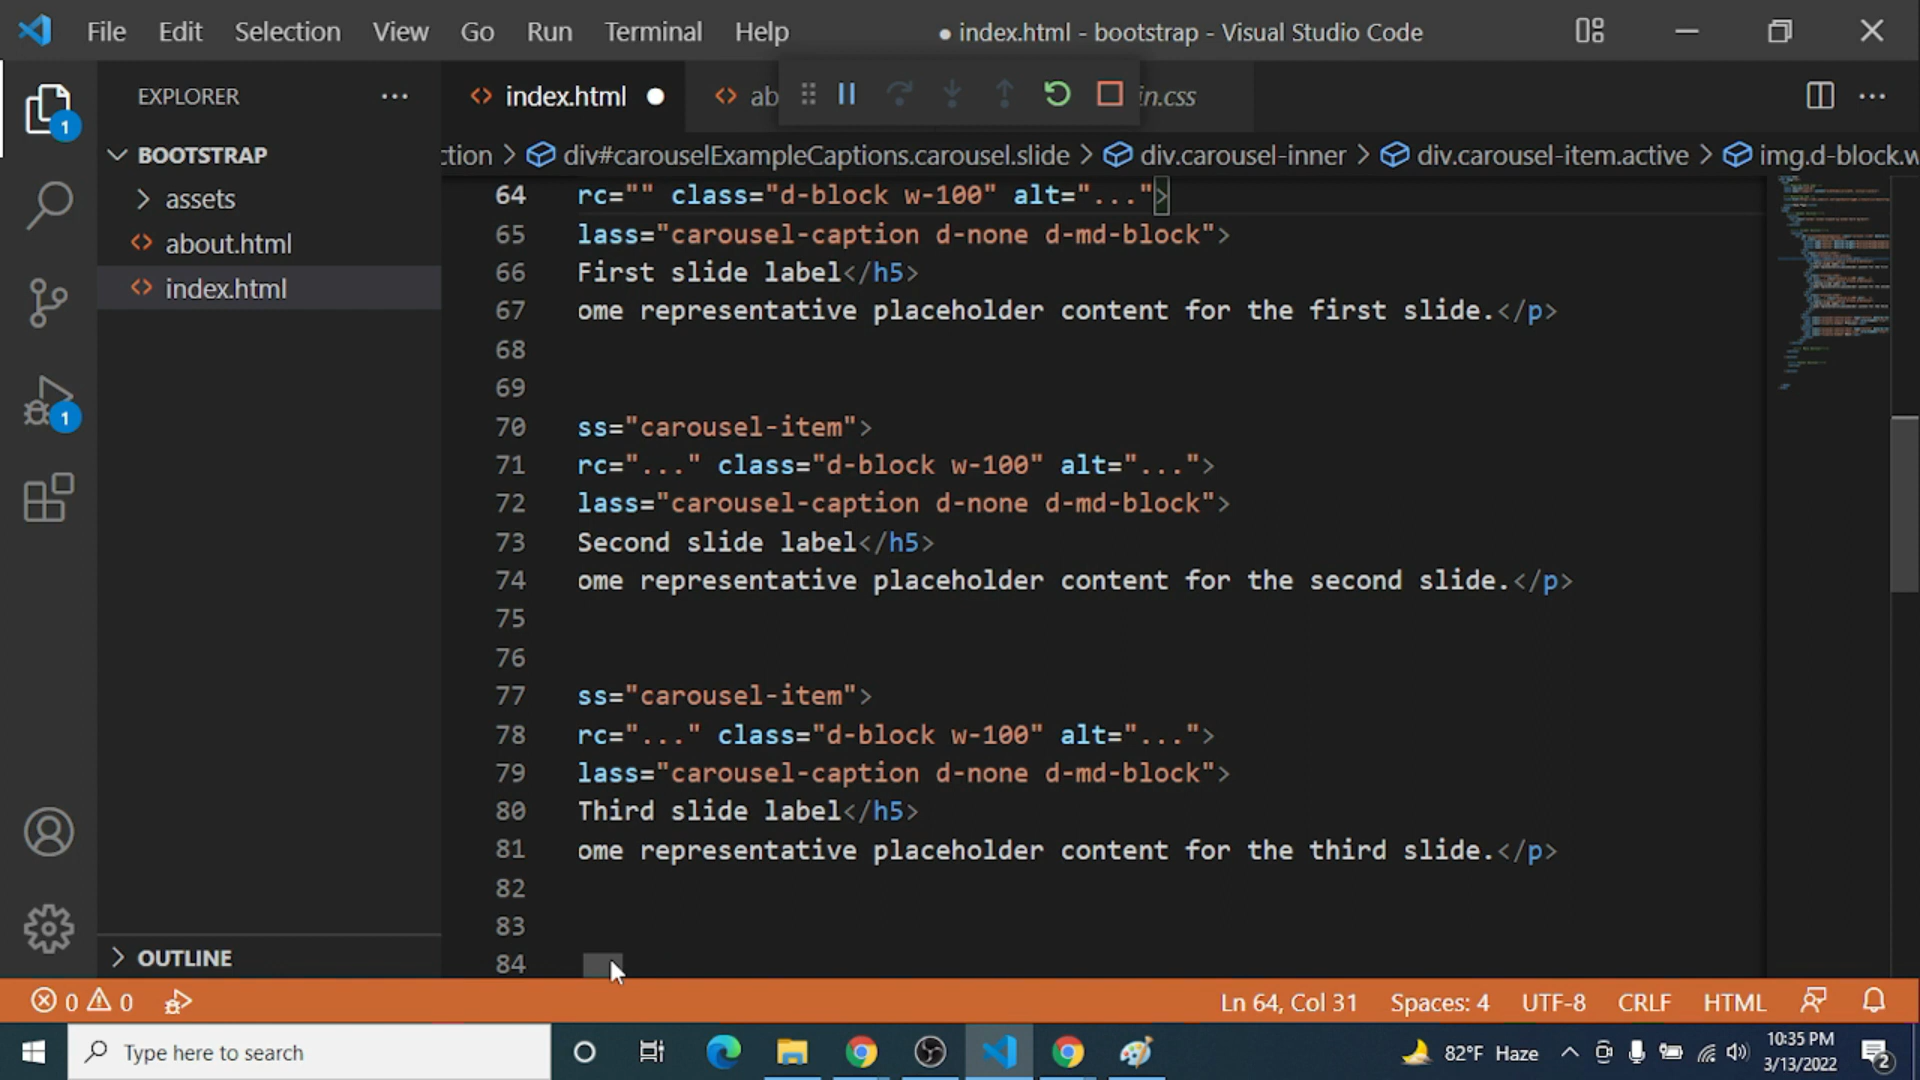 File Edit Selection View Go Run Terminal Help ● index.html - bootstrap - Visual Studio Code
EXPLORER ...
<> index.html ● <> ab in.css ...
1
BOOTSTRAP
ction > div#carouselExampleCaptions.carousel.slide > div.carousel-inner > div.carousel-item.active > img.d-block.w
> assets
<> about.html
<> index.html
1
64 rc="" class="d-block w-100" alt="...">
65 lass="carousel-caption d-none d-md-block">
66 First slide label</h5>
67 ome representative placeholder content for the first slide.</p>
68
69
70 ss="carousel-item">
71 rc="..." class="d-block w-100" alt="...">
72 lass="carousel-caption d-none d-md-block">
73 Second slide label</h5>
74 ome representative placeholder content for the second slide.</p>
75
76
77 ss="carousel-item">
78 rc="..." class="d-block w-100" alt="...">
79 lass="carousel-caption d-none d-md-block">
80 Third slide label</h5>
81 ome representative placeholder content for the third slide.</p>
82
83
84
> OUTLINE
0 0 Ln 64, Col 31 Spaces: 4 UTF-8 CRLF HTML
Type here to search
82°F Haze
10:35 PM
3/13/2022
2